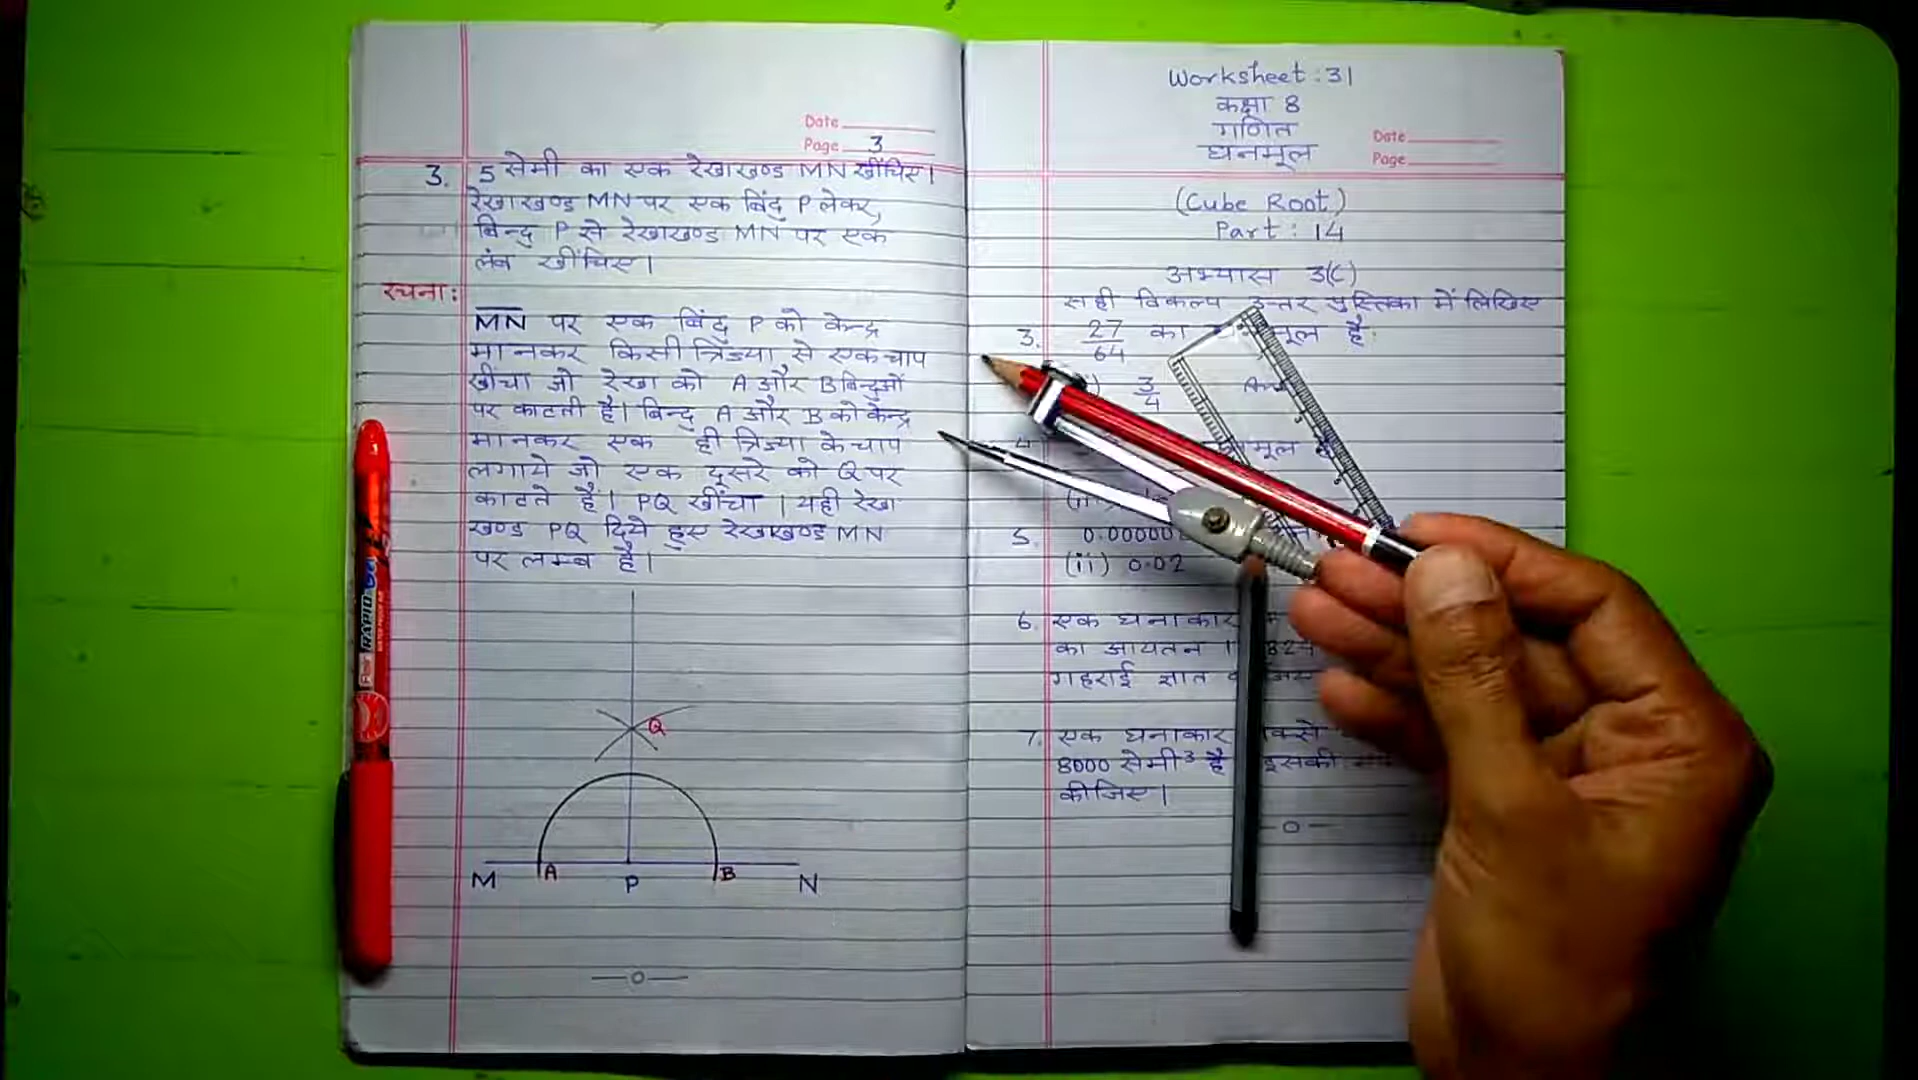 Date
Page 3
3. 5 सेमी का एक रेखाखण्ड MN खींचिए।
रेखाखण्ड MN पर एक बिंदु P लेकर,
बिन्दु P से रेखाखण्ड MN पर एक
लंब खींचिए।
रचना:
MN पर एक बिंदु P को केन्द्र
मानकर किसी त्रिज्या से एक चाप
खींचा जो रेखा को A और B बिन्दुओं
पर काटती है। बिन्दु A और B को केन्द्र
मानकर एक ही त्रिज्या के चाप
लगाये जो एक दूसरे को Q पर
काटते हैं। PQ खींचा। यही रेखा
खण्ड PQ दिये हुए रेखाखण्ड MN
पर लम्ब है।
Q
M A P B N
Worksheet : 31
कक्षा 8
गणित
घनमूल
Date
Page
(Cube Root)
Part : 14
अभ्यास 3(C)
सही विकल्प उत्तर पुस्तिका में लिखिए
3. 27/64 का मूल है:
3/4
4. मूल है
(ii)
5. 0.00000
(ii) 0.02
6. एक घनाकार
का आयतन
गहराई ज्ञात
7. एक घनाकार
8000 सेमी³ है इसकी
कीजिए।
RAPID